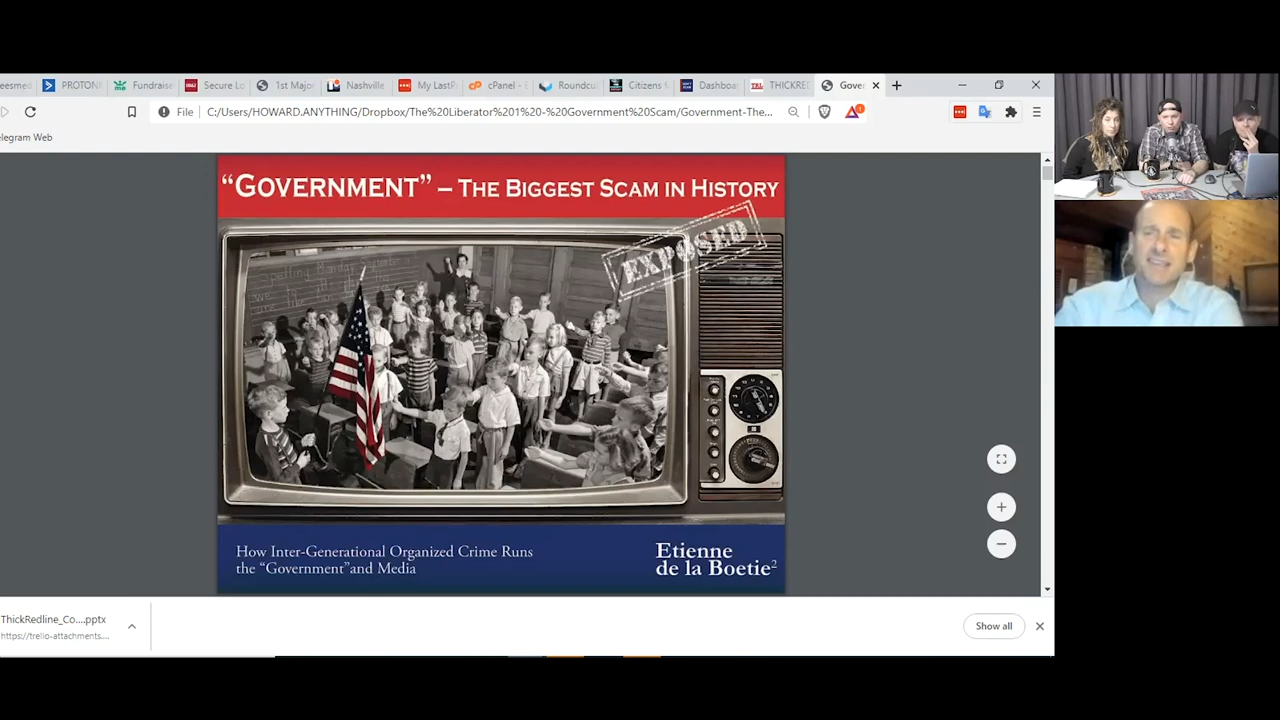 eesmed
PROTON
Fundraise
Secure Lo
1st Major
Nashville
My LastP
cPanel - E
Roundcu
Citizens
Dashboa
THICKRED
Gover
File
C:/Users/HOWARD.ANYTHING/Dropbox/The%20Liberator%201%20-%20Government%20Scam/Government-The...
elegram Web
“GOVERNMENT” – THE BIGGEST SCAM IN HISTORY
EXPOSED
How Inter-Generational Organized Crime Runs
the “Government”and Media
Etienne
de la Boetie²
ThickRedline_Co....pptx
https://trello-attachments....
Show all